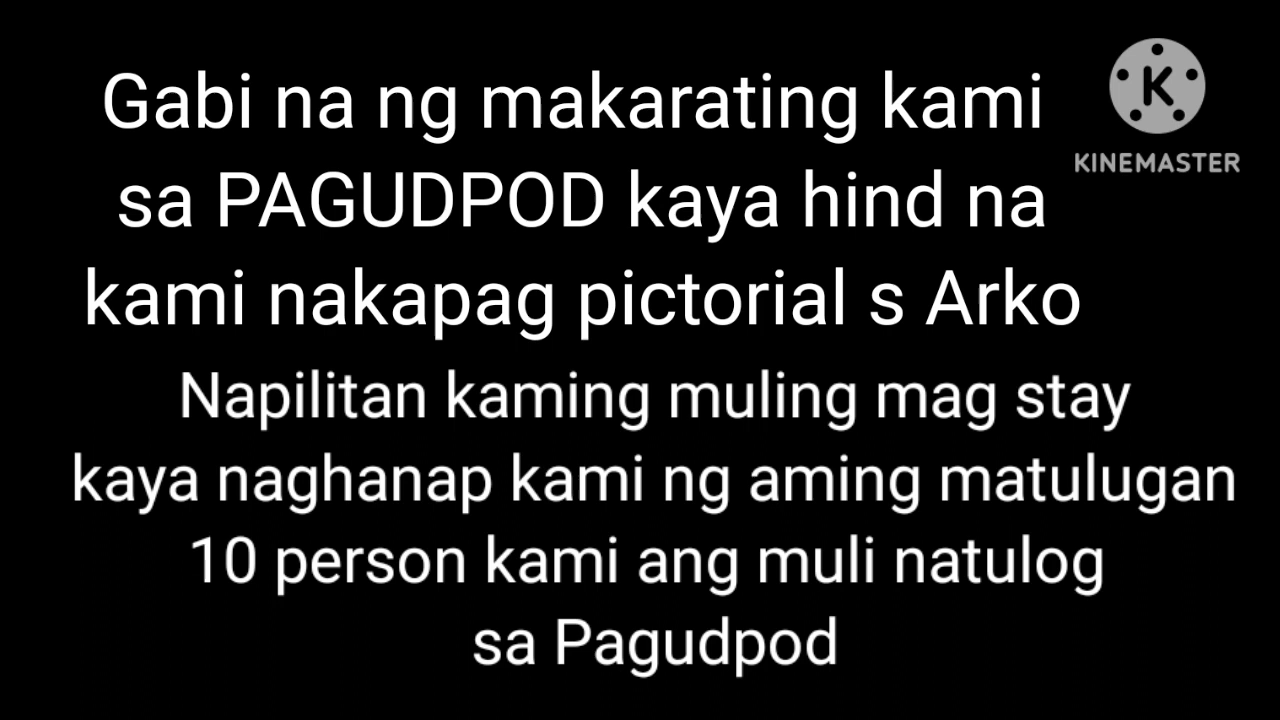 Gabi na ng makarating kami
sa PAGUDPOD kaya hind na
kami nakapag pictorial s Arko
Napilitan kaming muling mag stay
kaya naghanap kami ng aming matulugan
10 person kami ang muli natulog
sa Pagudpod
K
KINEMASTER